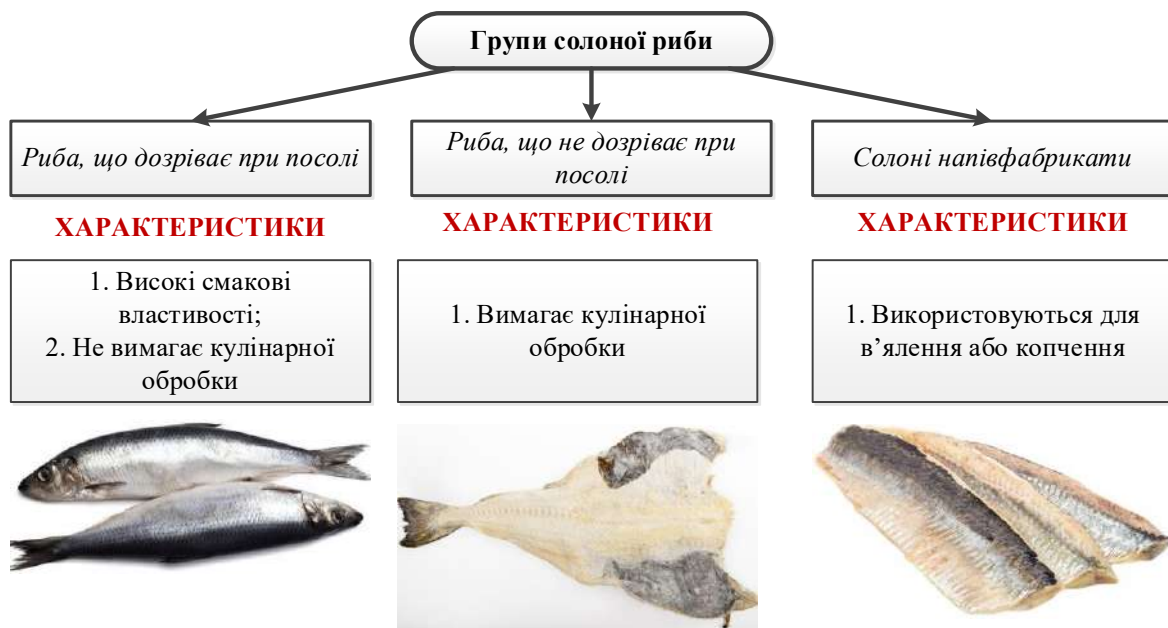 Групи солоної риби
Риба, що дозріває при посолі
Риба, що не дозріває при
посолі
Солоні напівфабрикати
ХАРАКТЕРИСТИКИ
ХАРАКТЕРИСТИКИ
ХАРАКТЕРИСТИКИ
1. Високі смакові
властивості;
2. Не вимагає кулінарної
обробки
1. Вимагає кулінарної
обробки
1. Використовуються для
в’ялення або копчення